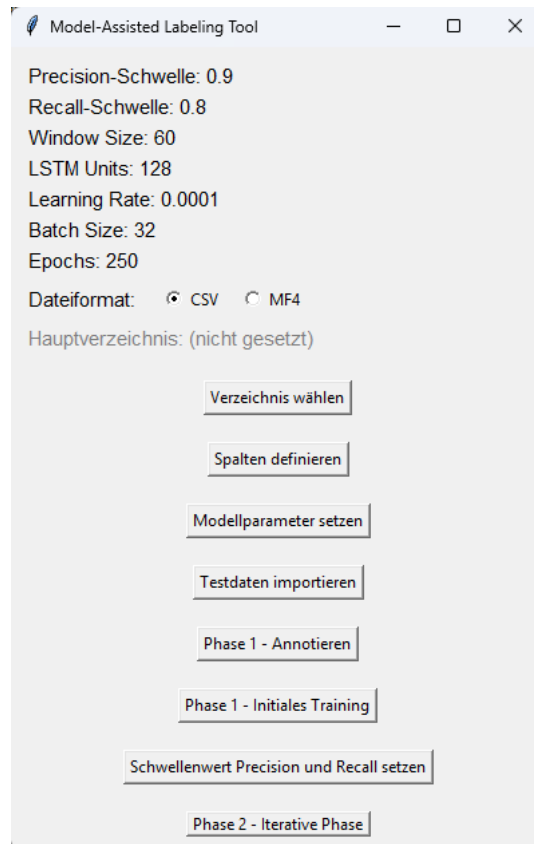 Model-Assisted Labeling Tool
Precision-Schwelle: 0.9
Recall-Schwelle: 0.8
Window Size: 60
LSTM Units: 128
Learning Rate: 0.0001
Batch Size: 32
Epochs: 250
Dateiformat: CSV MF4
Hauptverzeichnis: (nicht gesetzt)
Verzeichnis wählen
Spalten definieren
Modellparameter setzen
Testdaten importieren
Phase 1 - Annotieren
Phase 1 - Initiales Training
Schwellenwert Precision und Recall setzen
Phase 2 - Iterative Phase